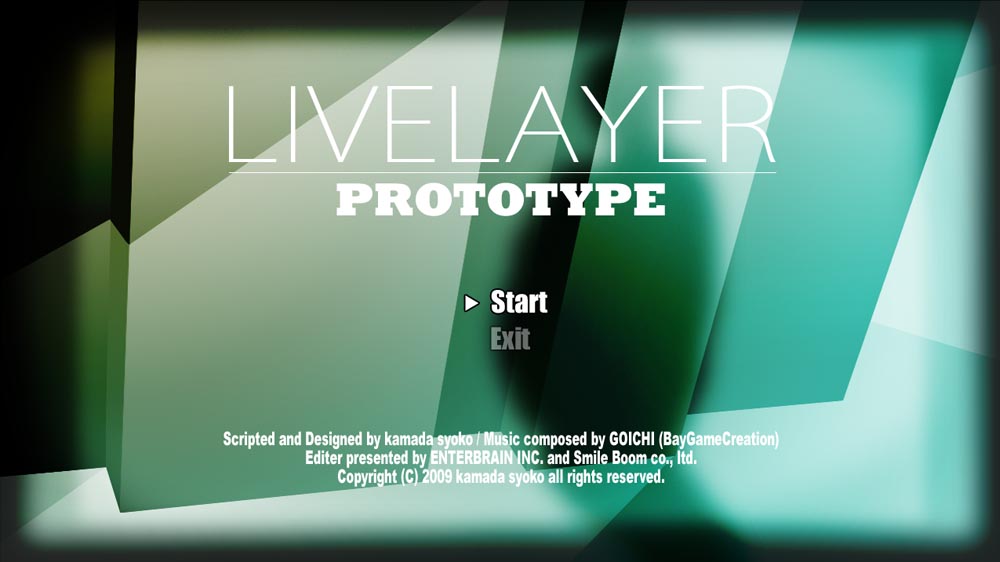 LIVELAYER
PROTOTYPE
Start
Exit
Scripted and Designed by kamada syoko / Music composed by GOICHI (BayGameCreation)
Editer presented by ENTERBRAIN INC. and Smile Boom co., ltd.
Copyright (C) 2009 kamada syoko all rights reserved.